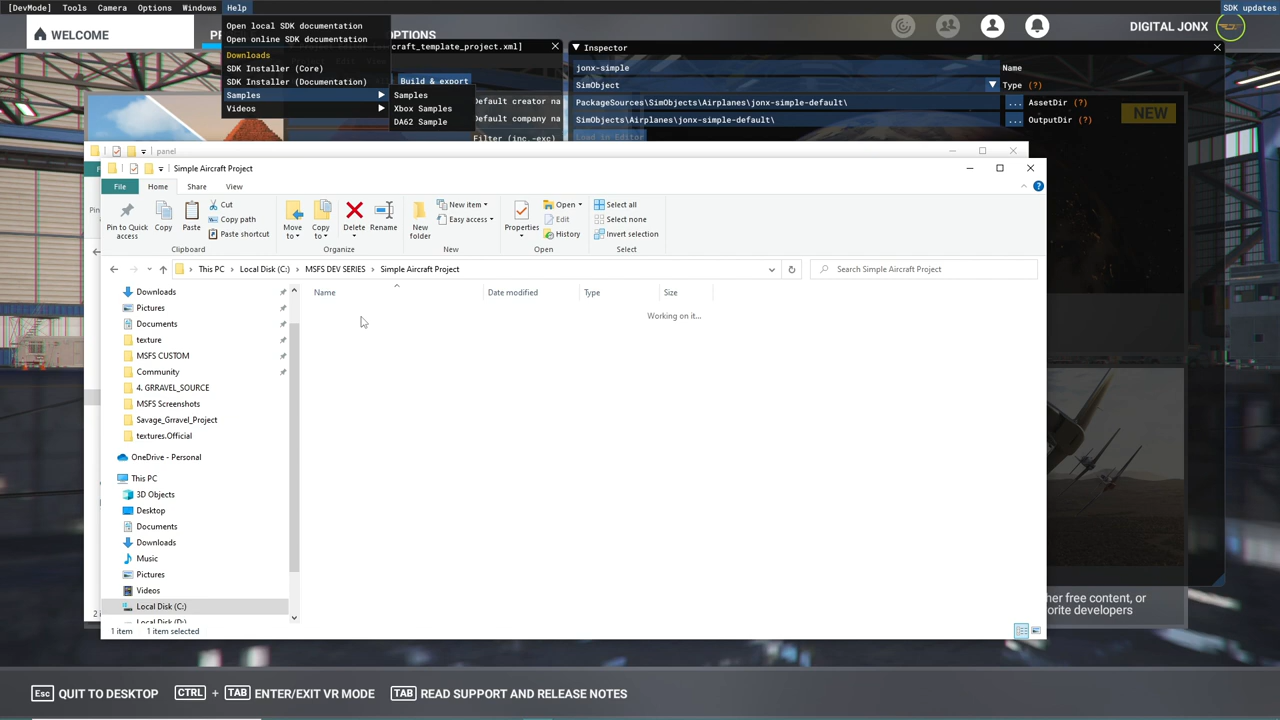 [DevMode] Tools Camera Options Windows Help SDK updates
WELCOME
PR
OPTIONS
DIGITAL JONX
Open local SDK documentation
Open online SDK documentation
Downloads
SDK Installer (Core)
SDK Installer (Documentation)
Samples
Videos
Samples
Xbox Samples
DA62 Sample
craft_template_project.xml]
Build & export
Default creator na
Default company na
Filter (inc.-exc)
Inspector
jonx-simple Name
SimObject Type (?)
PackageSources\SimObjects\Airplanes\jonx-simple-default\ ... AssetDir (?)
SimObjects\Airplanes\jonx-simple-default\ ... OutputDir (?)
Load in Editor
NEW
panel
Simple Aircraft Project
File Home Share View
Pin to Quick access
Copy
Paste
Cut
Copy path
Paste shortcut
Clipboard
Move to
Copy to
Delete
Rename
Organize
New folder
New item
Easy access
New
Properties
Open
Edit
History
Open
Select all
Select none
Invert selection
Select
This PC > Local Disk (C:) > MSFS DEV SERIES > Simple Aircraft Project
Search Simple Aircraft Project
Name Date modified Type Size
Working on it...
Downloads
Pictures
Documents
texture
MSFS CUSTOM
Community
4. GRRAVEL_SOURCE
MSFS Screenshots
Savage_Grravel_Project
textures.Official
OneDrive - Personal
This PC
3D Objects
Desktop
Documents
Downloads
Music
Pictures
Videos
Local Disk (C:)
Local Disk (D:)
1 item 1 item selected
her free content, or
orite developers
Esc QUIT TO DESKTOP CTRL + TAB ENTER/EXIT VR MODE TAB READ SUPPORT AND RELEASE NOTES